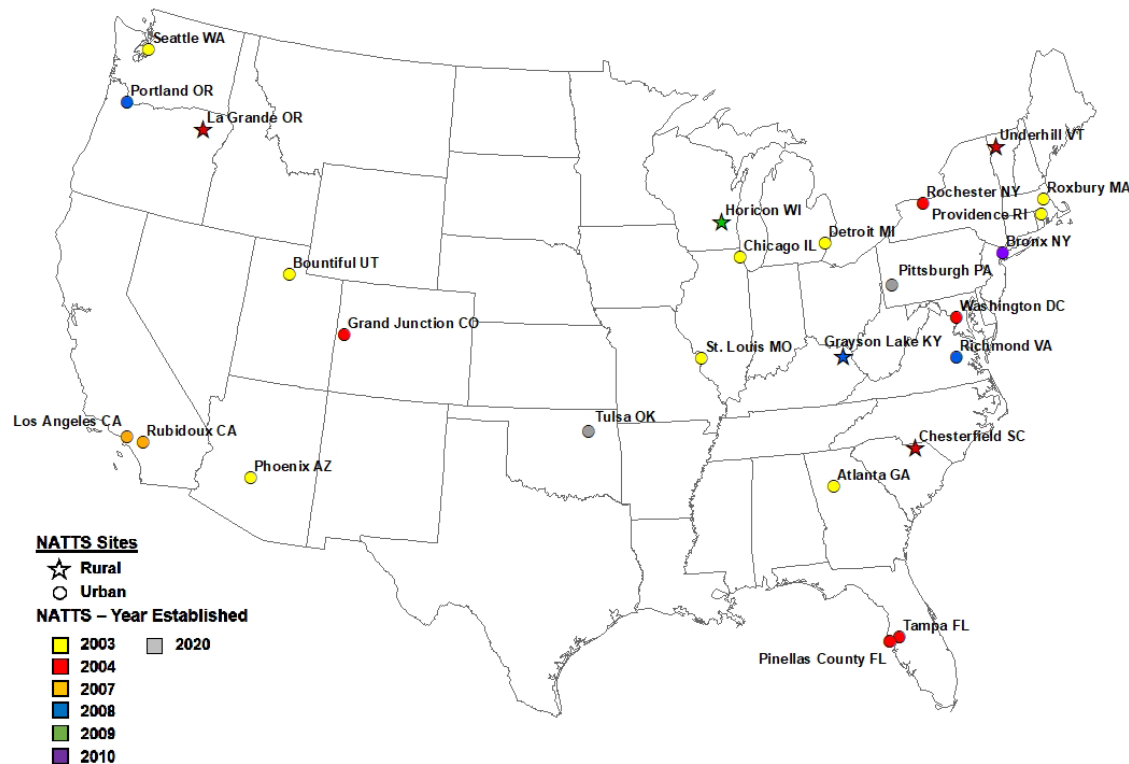 Seattle WA
Portland OR
La Grande OR
Underhill VT
Rochester NY
Roxbury MA
Providence RI
Horicon WI
Detroit MI
Chicago IL
Bronx NY
Bountiful UT
Pittsburgh PA
Washington DC
Grand Junction CO
St. Louis MO
Grayson Lake KY
Richmond VA
Los Angeles CA
Rubidoux CA
Tulsa OK
Chesterfield SC
Phoenix AZ
Atlanta GA
NATTS Sites
Rural
Urban
NATTS – Year Established
2003
2020
2004
2007
2008
2009
2010
Tampa FL
Pinellas County FL